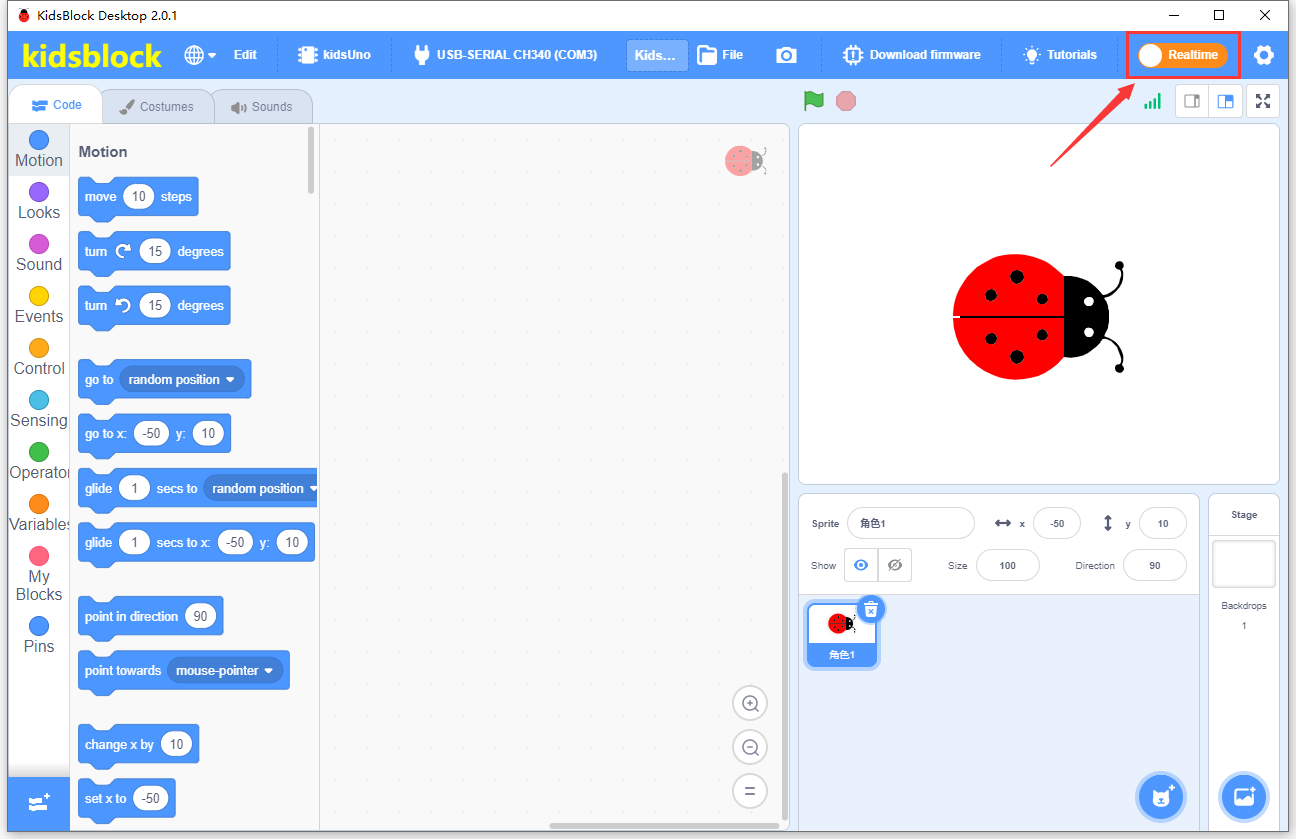 KidsBlock Desktop 2.0.1
kidsblock Edit kidsUno USB-SERIAL CH340 (COM3) Kids... File Download firmware Tutorials Realtime
Code Costumes Sounds
Motion
Looks
Sound
Events
Control
Sensing
Operator
Variables
My
Blocks
Pins
Motion
move 10 steps
turn 15 degrees
turn 15 degrees
go to random position
go to x: -50 y: 10
glide 1 secs to random position
glide 1 secs to x: -50 y: 10
point in direction 90
point towards mouse-pointer
change x by 10
set x to -50
Sprite 角色1 x -50 y 10
Show Size 100 Direction 90
角色1
Stage
Backdrops
1